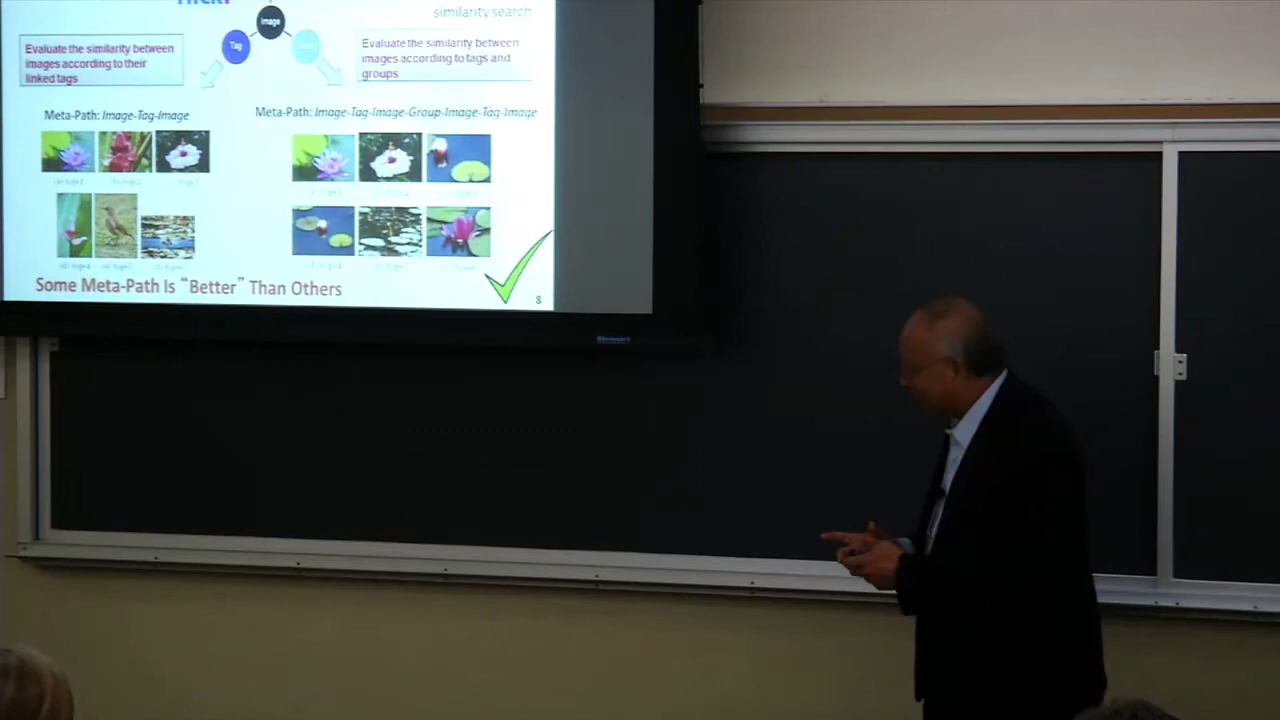 flickr
similarity search
Image
Tag
Evaluate the similarity between
images according to their
linked tags
Evaluate the similarity between
images according to tags and
groups
Meta-Path: Image-Tag-Image
Meta-Path: Image-Tag-Image-Group-Image-Tag-Image
Some Meta-Path Is “Better” Than Others
8
Stewart